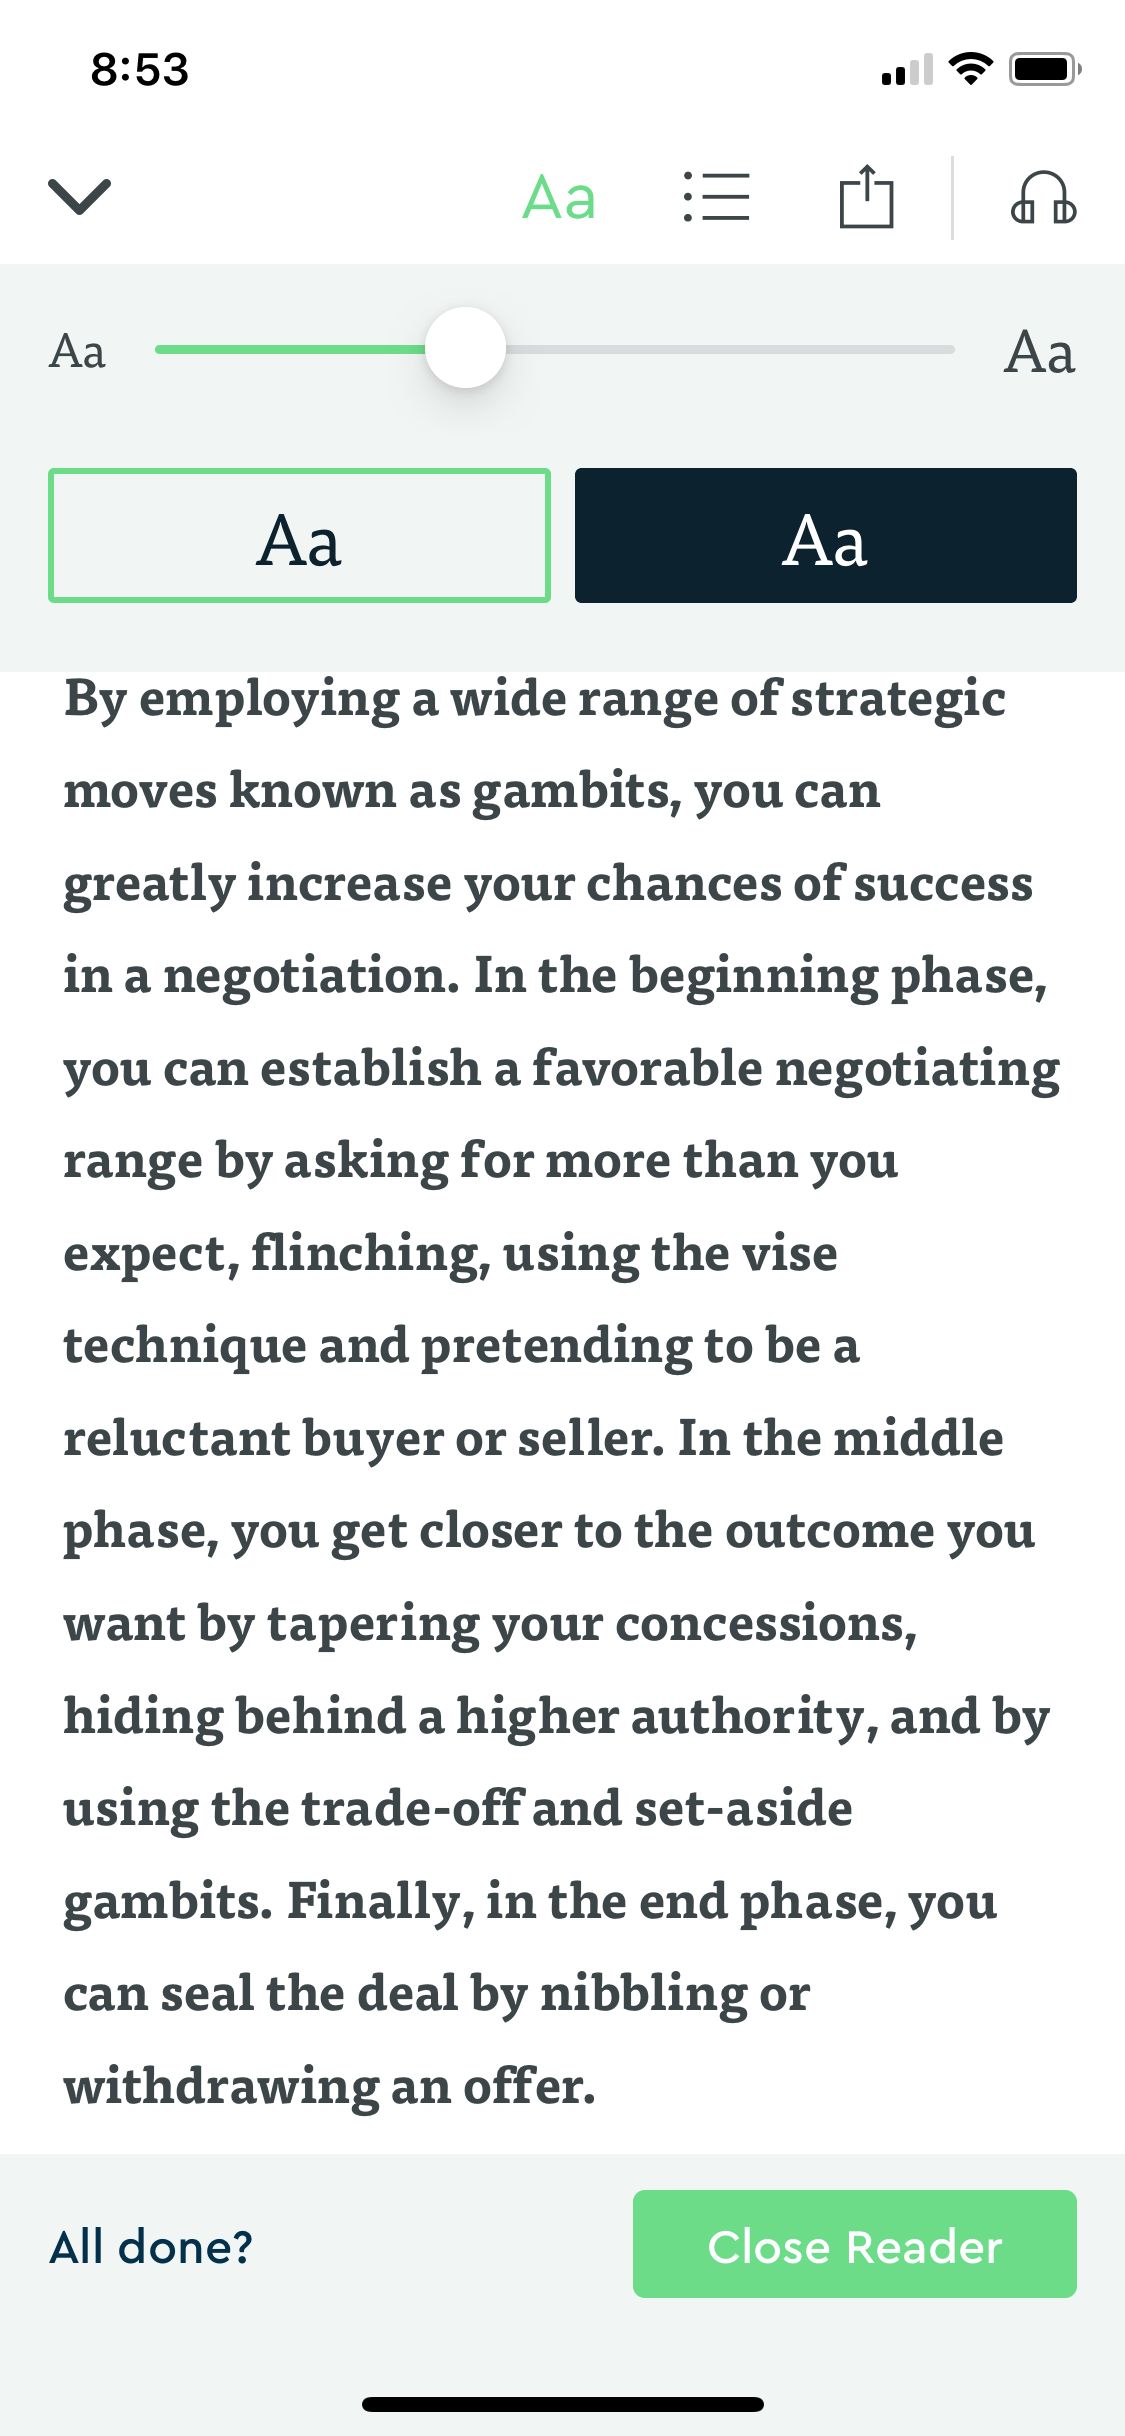 8:53
Aa
Aa
Aa
Aa
Aa
By employing a wide range of strategic
moves known as gambits, you can
greatly increase your chances of success
in a negotiation. In the beginning phase,
you can establish a favorable negotiating
range by asking for more than you
expect, flinching, using the vise
technique and pretending to be a
reluctant buyer or seller. In the middle
phase, you get closer to the outcome you
want by tapering your concessions,
hiding behind a higher authority, and by
using the trade-off and set-aside
gambits. Finally, in the end phase, you
can seal the deal by nibbling or
withdrawing an offer.
All done?
Close Reader